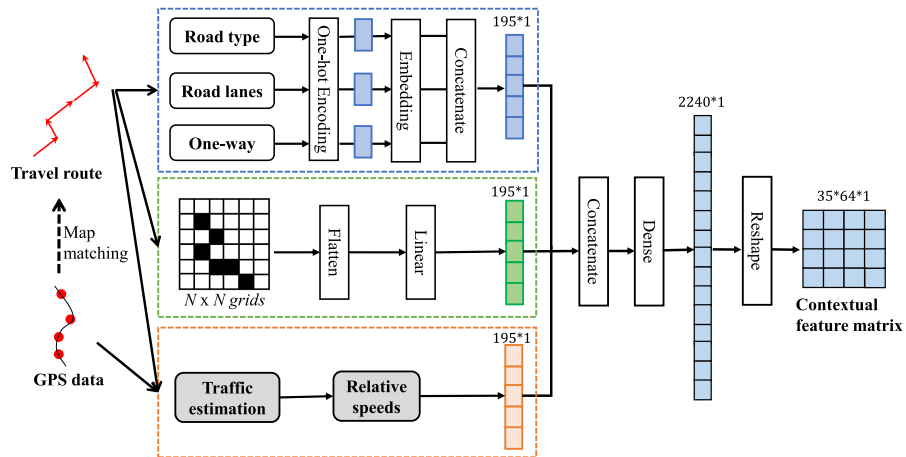 Road type
Road lanes
One-way
One-hot Encoding
Embedding
Concatenate
195*1
Travel route
Map
matching
GPS data
N x N grids
Flatten
Linear
195*1
Traffic
estimation
Relative
speeds
195*1
Concatenate
Dense
2240*1
Reshape
35*64*1
Contextual
feature matrix